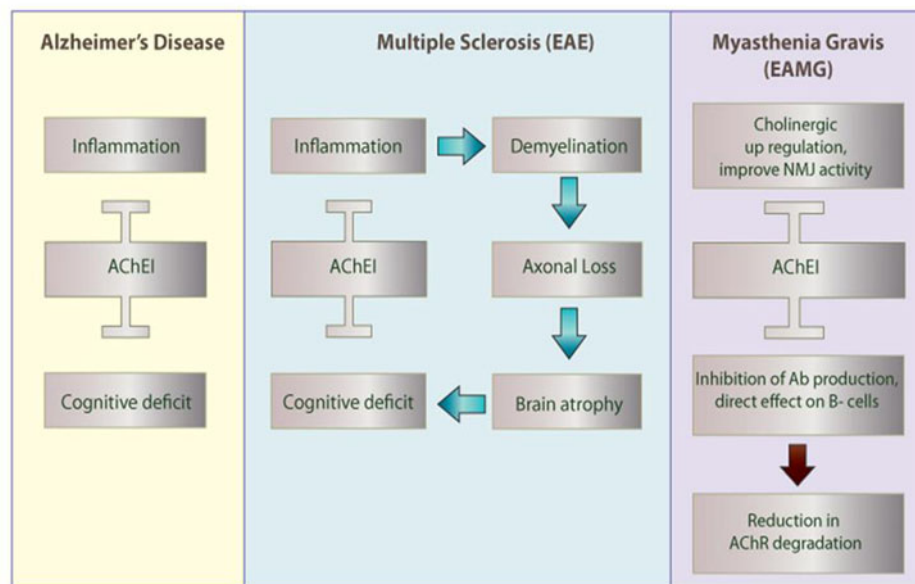 Alzheimer's Disease
Inflammation
AChEI
Cognitive deficit
Multiple Sclerosis (EAE)
Inflammation
Demyelination
AChEI
Axonal Loss
Cognitive deficit
Brain atrophy
Myasthenia Gravis
(EAMG)
Cholinergic
up regulation,
improve NMJ activity
AChEI
Inhibition of Ab production,
direct effect on B- cells
Reduction in
AChR degradation